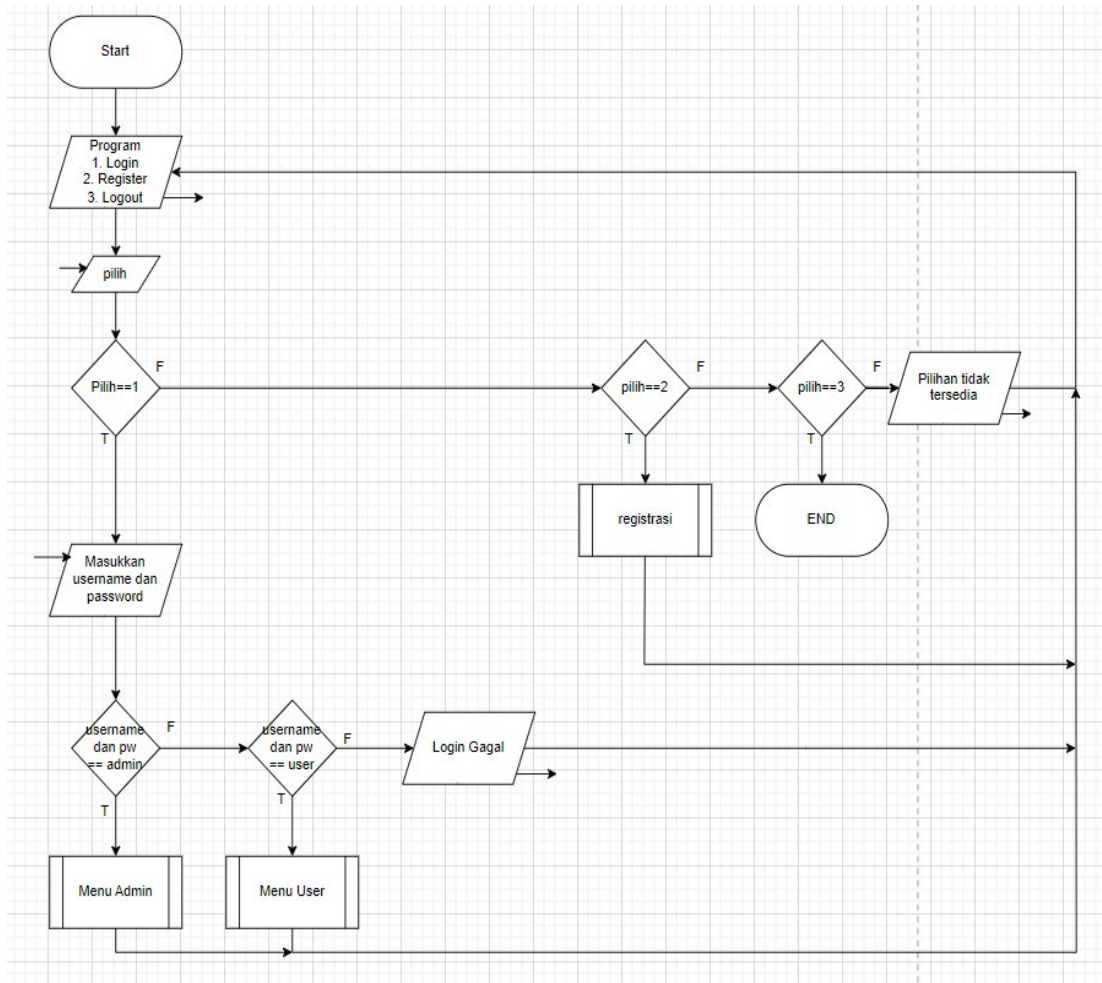 Start
Program
1. Login
2. Register
3. Logout
pilih
Pilih==1
F
T
pilih==2
F
T
pilih==3
F
T
Pilihan tidak
tersedia
registrasi
END
Masukkan
username dan
password
username
dan pw
== admin
F
T
username
dan pw
== user
F
T
Login Gagal
Menu Admin
Menu User